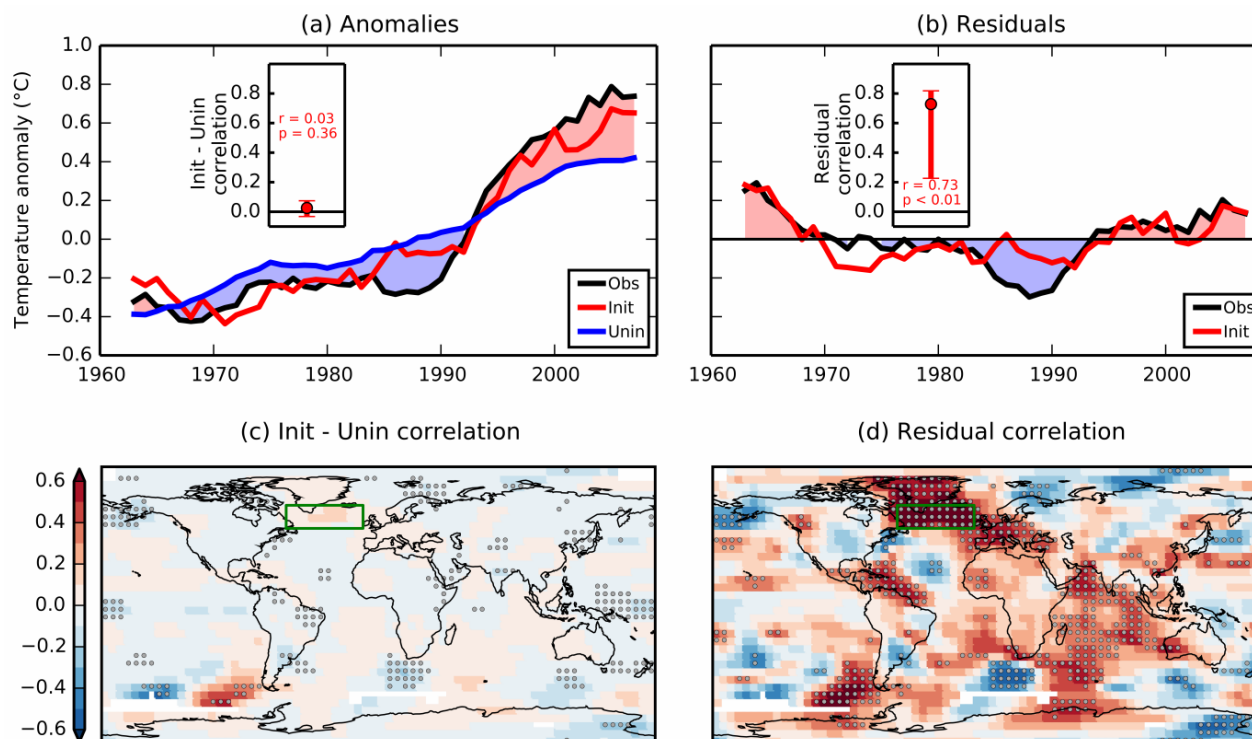 (a) Anomalies
Temperature anomaly (°C)
1.0
0.8
0.6
0.4
0.2
0.0
−0.2
−0.4
−0.6
1960
1970
1980
1990
2000
Init - Unin
correlation
0.8
0.6
0.4
0.2
0.0
r = 0.03
p = 0.36
Obs
Init
Unin
(b) Residuals
Residual
correlation
0.8
0.6
0.4
0.2
0.0
r = 0.73
p < 0.01
Obs
Init
1960
1970
1980
1990
2000
(c) Init - Unin correlation
0.6
0.4
0.2
0.0
−0.2
−0.4
−0.6
(d) Residual correlation